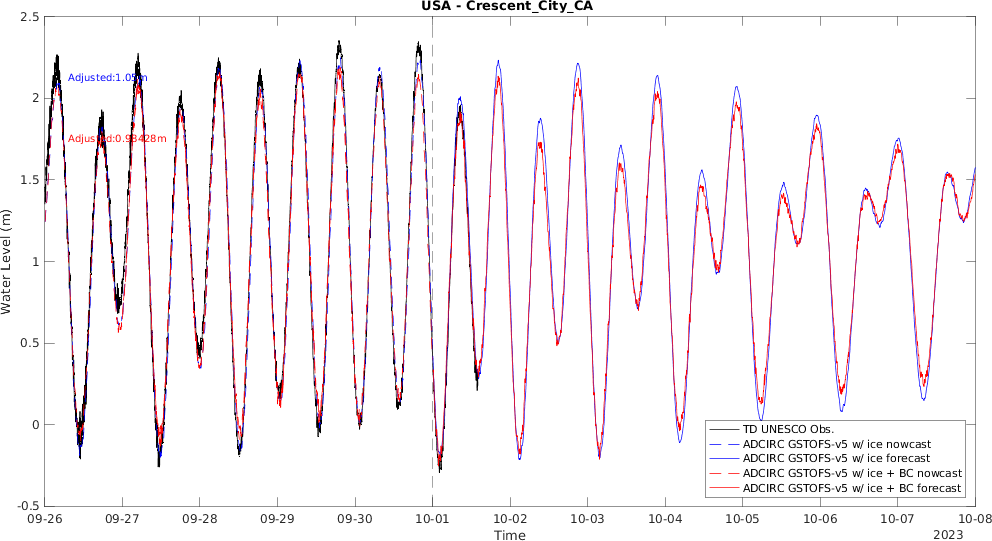 USA - Crescent_City_CA
2.5
2
1.5
1
0.5
0
-0.5
Water Level (m)
Adjusted:1.05m
Adjusted:0.98428m
TD UNESCO Obs.
ADCIRC GSTOFS-v5 w/ ice nowcast
ADCIRC GSTOFS-v5 w/ ice forecast
ADCIRC GSTOFS-v5 w/ ice + BC nowcast
ADCIRC GSTOFS-v5 w/ ice + BC forecast
09-26 09-27 09-28 09-29 09-30 10-01 10-02 10-03 10-04 10-05 10-06 10-07 10-08
Time
2023